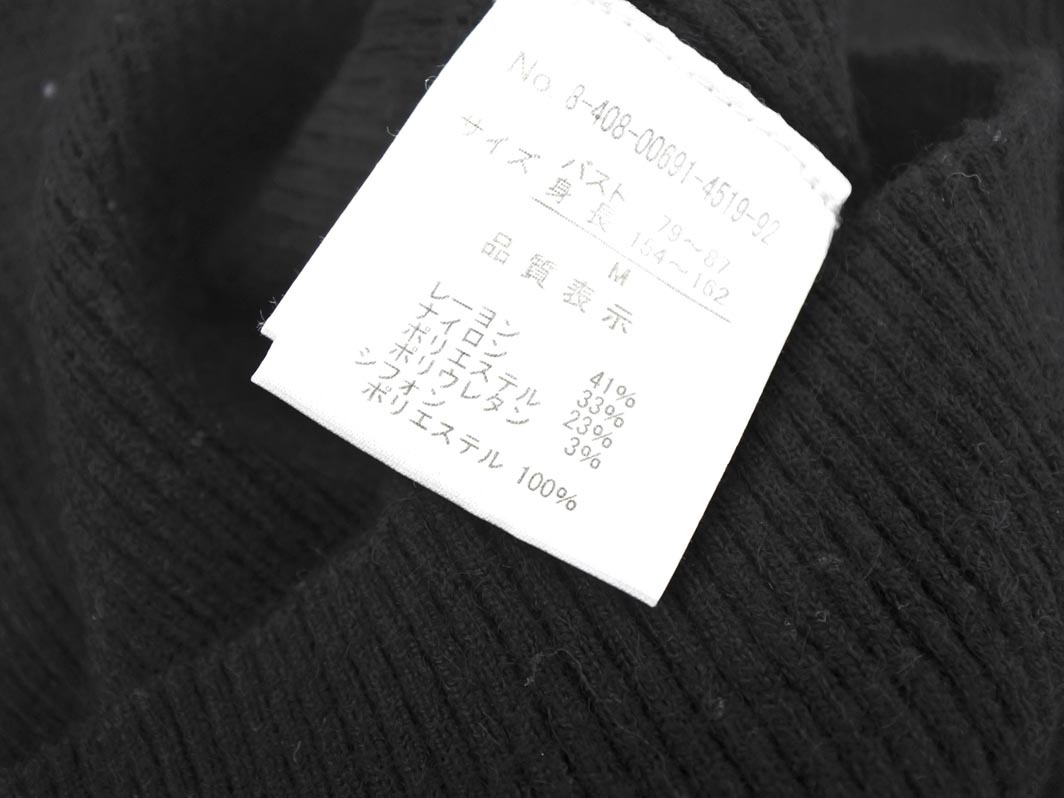 No. 8-408-00691-4519-92
サイズ バスト 79～87
身長 154～162
M
品質表示
レーヨン 41%
ナイロン 33%
ポリエステル 23%
ポリウレタン 3%
シフォン
ポリエステル 100%